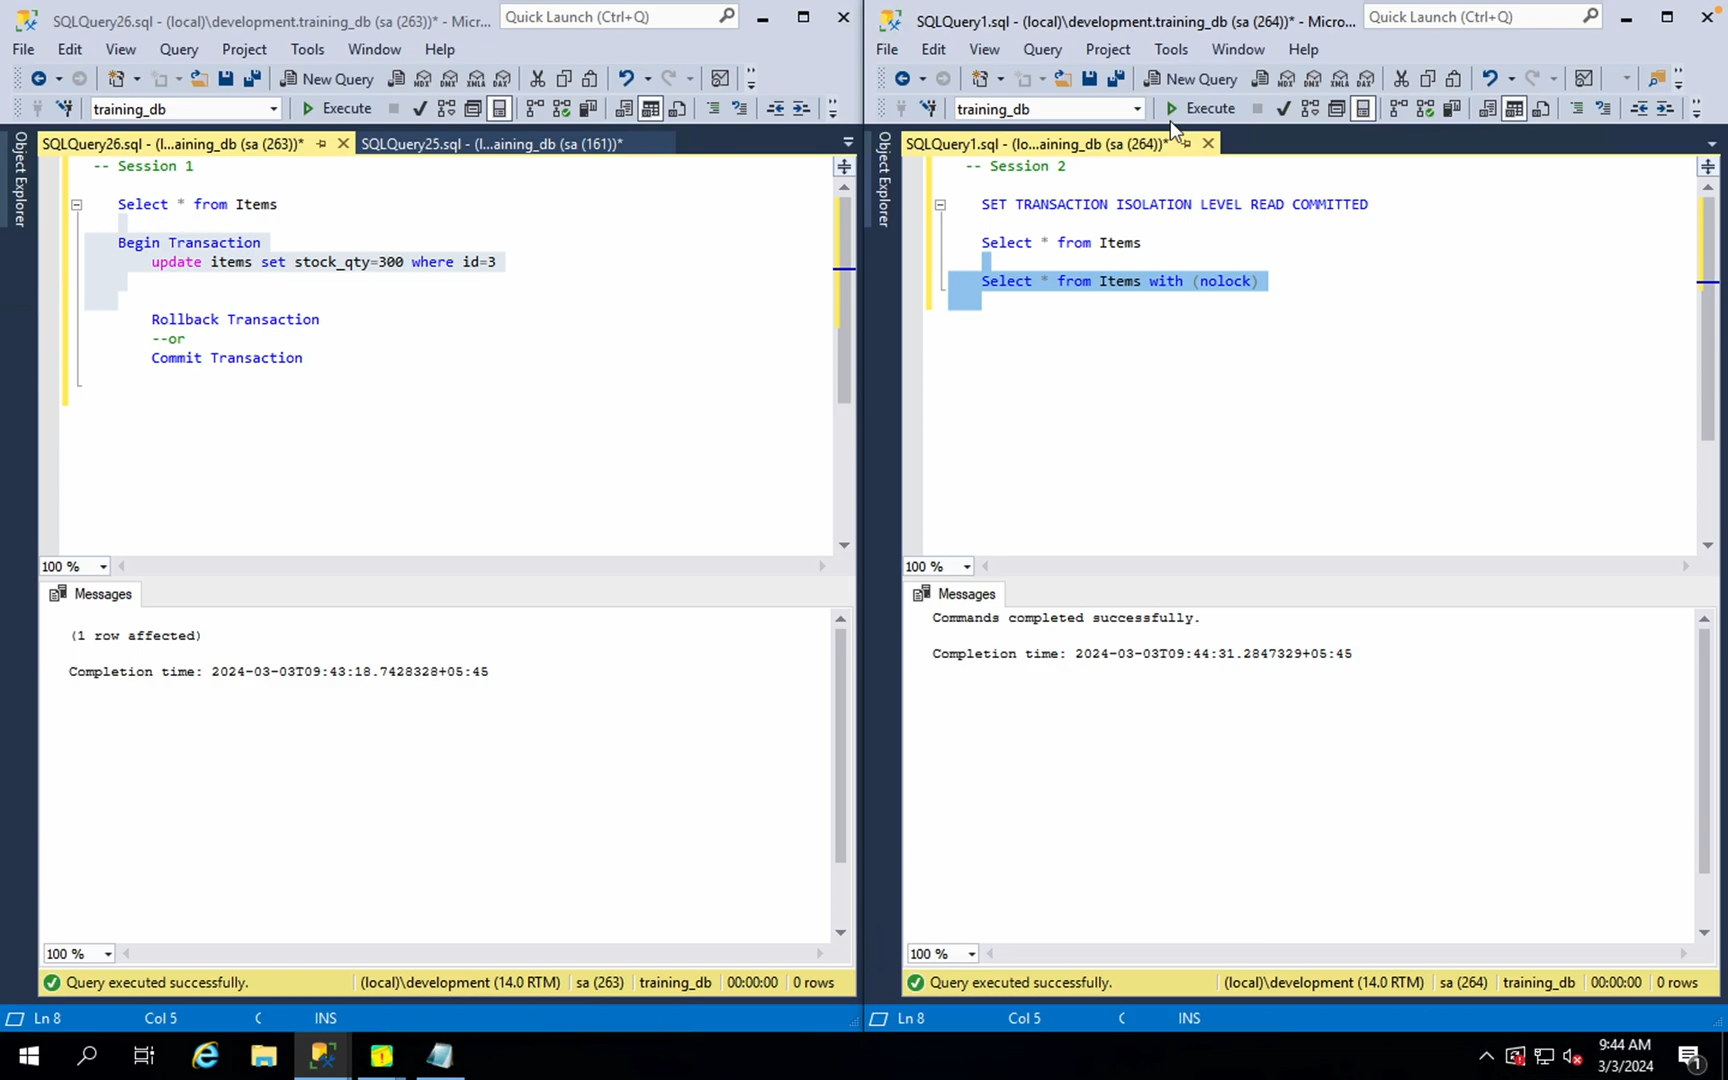 SQLQuery26.sql - (local)\development.training_db (sa (263))* - Micr...
Quick Launch (Ctrl+Q)
File Edit View Query Project Tools Window Help
New Query
training_db
Execute
Object Explorer
SQLQuery26.sql - (l...aining_db (sa (263))*
SQLQuery25.sql - (l...aining_db (sa (161))*
-- Session 1
Select * from Items
Begin Transaction
update items set stock_qty=300 where id=3
Rollback Transaction
--or
Commit Transaction
100 %
Messages
(1 row affected)
Completion time: 2024-03-03T09:43:18.7428328+05:45
100 %
Query executed successfully.
(local)\development (14.0 RTM)
sa (263)
training_db
00:00:00
0 rows
Ln 8
Col 5
C
INS
SQLQuery1.sql - (local)\development.training_db (sa (264))* - Micro...
Quick Launch (Ctrl+Q)
File Edit View Query Project Tools Window Help
New Query
training_db
Execute
Object Explorer
SQLQuery1.sql - (lo...aining_db (sa (264))*
-- Session 2
SET TRANSACTION ISOLATION LEVEL READ COMMITTED
Select * from Items
Select * from Items with (nolock)
100 %
Messages
Commands completed successfully.
Completion time: 2024-03-03T09:44:31.2847329+05:45
100 %
Query executed successfully.
(local)\development (14.0 RTM)
sa (264)
training_db
00:00:00
0 rows
Ln 8
Col 5
C
INS
9:44 AM
3/3/2024
1